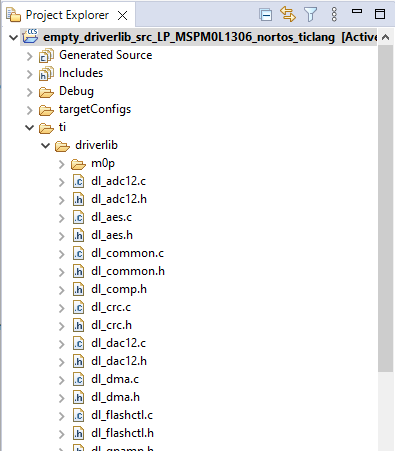 Project Explorer
empty_driverlib_src_LP_MSPM0L1306_nortos_ticlang [Active
Generated Source
Includes
Debug
targetConfigs
ti
driverlib
m0p
dl_adc12.c
dl_adc12.h
dl_aes.c
dl_aes.h
dl_common.c
dl_common.h
dl_comp.h
dl_crc.c
dl_crc.h
dl_dac12.c
dl_dac12.h
dl_dma.c
dl_dma.h
dl_flashctl.c
dl_flashctl.h